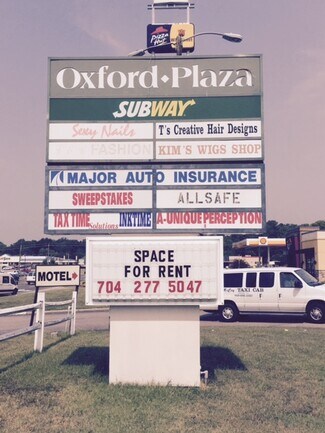 Pizza Hut
Oxford Plaza
SUBWAY
Sexy Nails
T's Creative Hair Designs
FASHION
KIM'S WIGS SHOP
MAJOR AUTO INSURANCE
SWEEPSTAKES
ALLSAFE
TAX TIME Solutions
INKTIME
A-UNIQUE PERCEPTION
SPACE
FOR RENT
704 277 5047
MOTEL
TAXI CAB